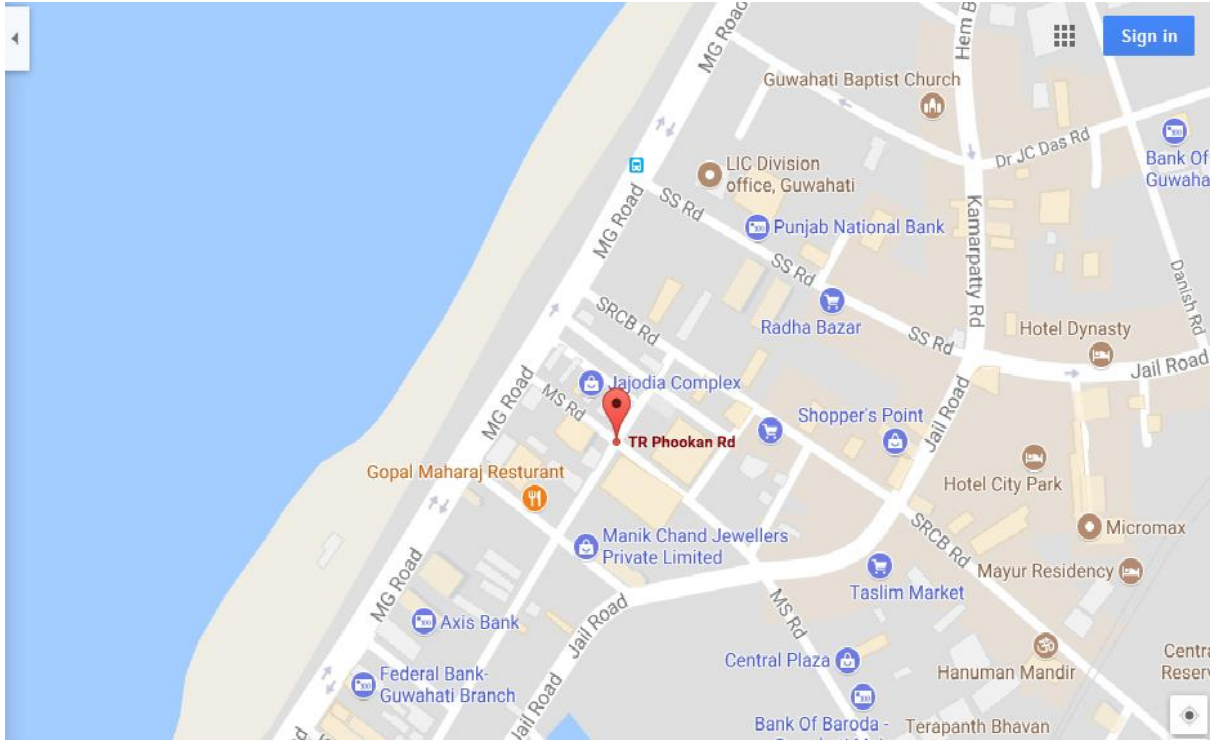 MG Road
Hem B
Sign in
Guwahati Baptist Church
Dr JC Das Rd
Bank Of
Guwaha
LIC Division
office, Guwahati
SS Rd
MG Road
Punjab National Bank
Kamarpatty Rd
SS Rd
Danish Rd
SRCB Rd
Radha Bazar
SS Rd
Hotel Dynasty
Jail Road
MG Road
MS Rd
Jajodia Complex
Jail Road
Shopper's Point
TR Phookan Rd
Gopal Maharaj Resturant
Hotel City Park
Micromax
SRCB Rd
Manik Chand Jewellers
Private Limited
MG Road
Mayur Residency
Taslim Market
MS Rd
Jail Road
Axis Bank
Central Plaza
Hanuman Mandir
Centra
Reserv
Federal Bank-
Guwahati Branch
Jail Road
Bank Of Baroda -
Terapanth Bhavan